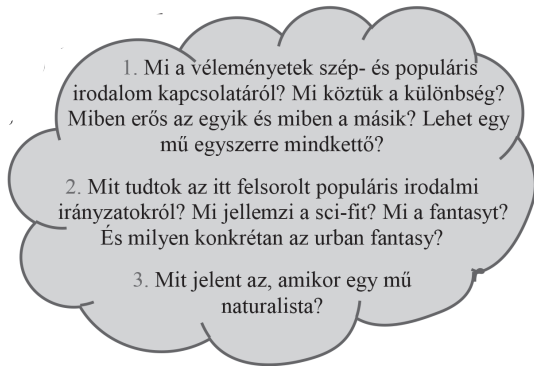 1. Mi a véleményetek szép- és populáris
irodalom kapcsolatáról? Mi köztük a különbség?
Miben erős az egyik és miben a másik? Lehet egy
mű egyszerre mindkettő?
2. Mit tudtok az itt felsorolt populáris irodalmi
irányzatokról? Mi jellemzi a sci-fit? Mi a fantasyt?
És milyen konkrétan az urban fantasy?
3. Mit jelent az, amikor egy mű
naturalista?